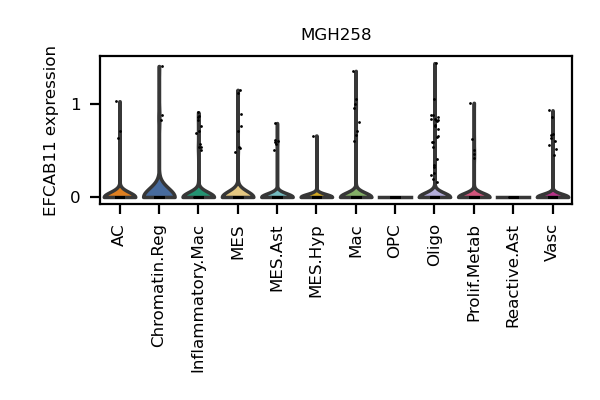 MGH258
EFCAB11 expression
1
0
AC
Chromatin.Reg
Inflammatory.Mac
MES
MES.Ast
MES.Hyp
Mac
OPC
Oligo
Prolif.Metab
Reactive.Ast
Vasc